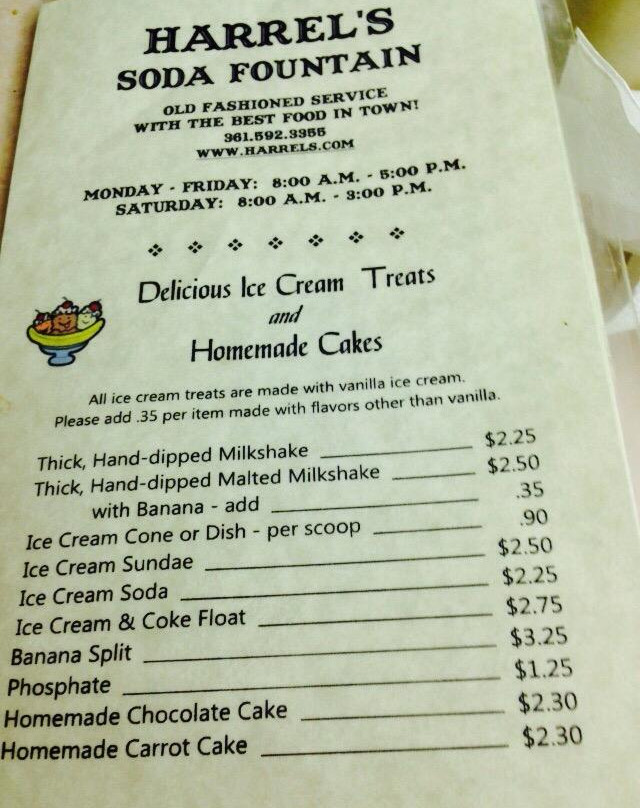 HARREL'S
SODA FOUNTAIN
OLD FASHIONED SERVICE
WITH THE BEST FOOD IN TOWN!
361.592.3355
WWW.HARRELS.COM
MONDAY - FRIDAY: 8:00 A.M. - 5:00 P.M.
SATURDAY: 8:00 A.M. - 3:00 P.M.
Delicious Ice Cream Treats
and
Homemade Cakes
All ice cream treats are made with vanilla ice cream.
Please add .35 per item made with flavors other than vanilla.
Thick, Hand-dipped Milkshake $2.25
Thick, Hand-dipped Malted Milkshake $2.50
with Banana - add .35
Ice Cream Cone or Dish - per scoop .90
Ice Cream Sundae $2.50
Ice Cream Soda $2.25
Ice Cream & Coke Float $2.75
Banana Split $3.25
Phosphate $1.25
Homemade Chocolate Cake $2.30
Homemade Carrot Cake $2.30